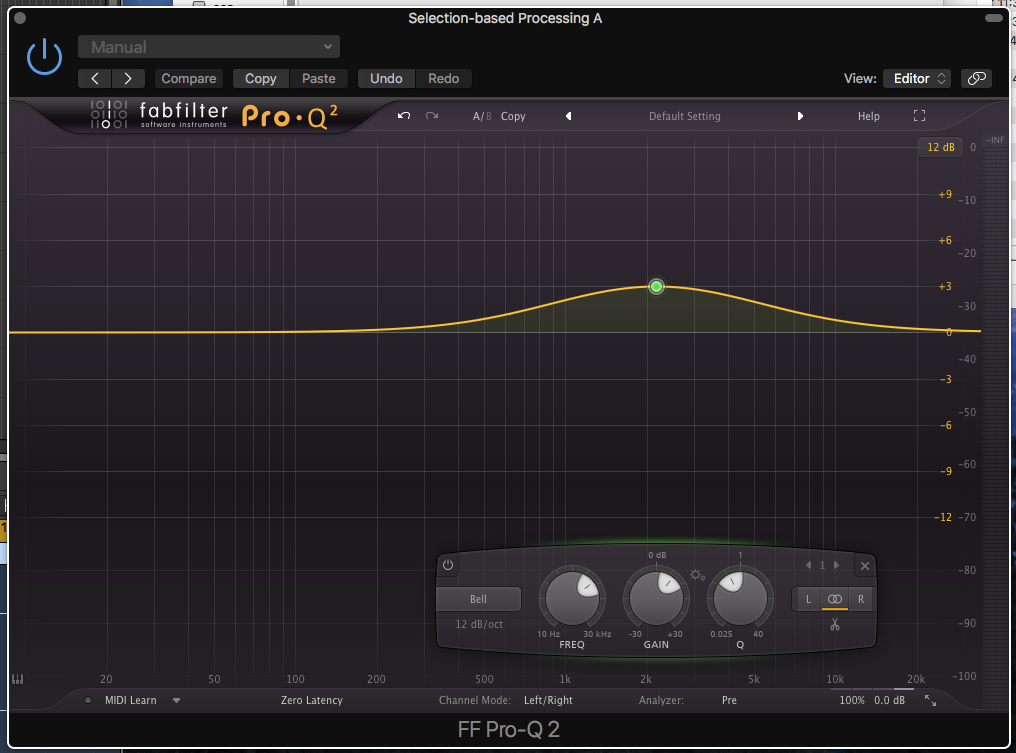 Selection-based Processing A
Manual
Compare Copy Paste Undo Redo View: Editor
fabfilter Pro·Q 2 A/B Copy Default Setting Help
software instruments
-INF
12 dB 0
+9 -10
+6 -20
+3 -30
0 -40
-3 -50
-6 -60
-9 -70
-12 -80
-90
-100
0 dB 1
1
Bell L R
12 dB/oct
10 Hz 30 kHz -30 +30 0.025 40
FREQ GAIN Q
20 50 100 200 500 1k 2k 5k 10k 20k
MIDI Learn Zero Latency Channel Mode: Left/Right Analyzer: Pre 100% 0.0 dB
FF Pro-Q 2